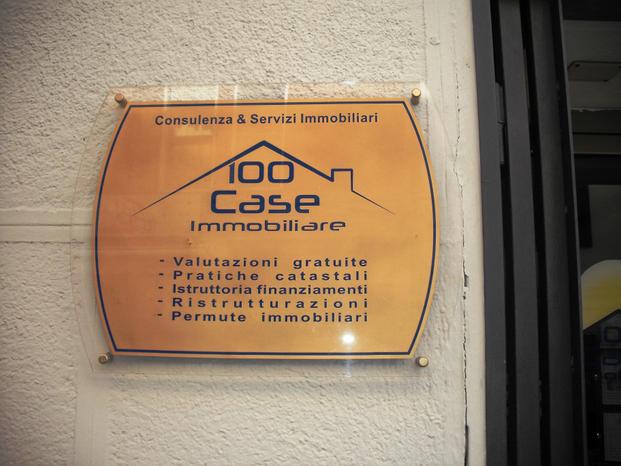 Consulenza & Servizi Immobiliari
100
Case
Immobiliare
- Valutazioni gratuite
- Pratiche catastali
- Istruttoria finanziamenti
- Ristrutturazioni
- Permute immobiliari